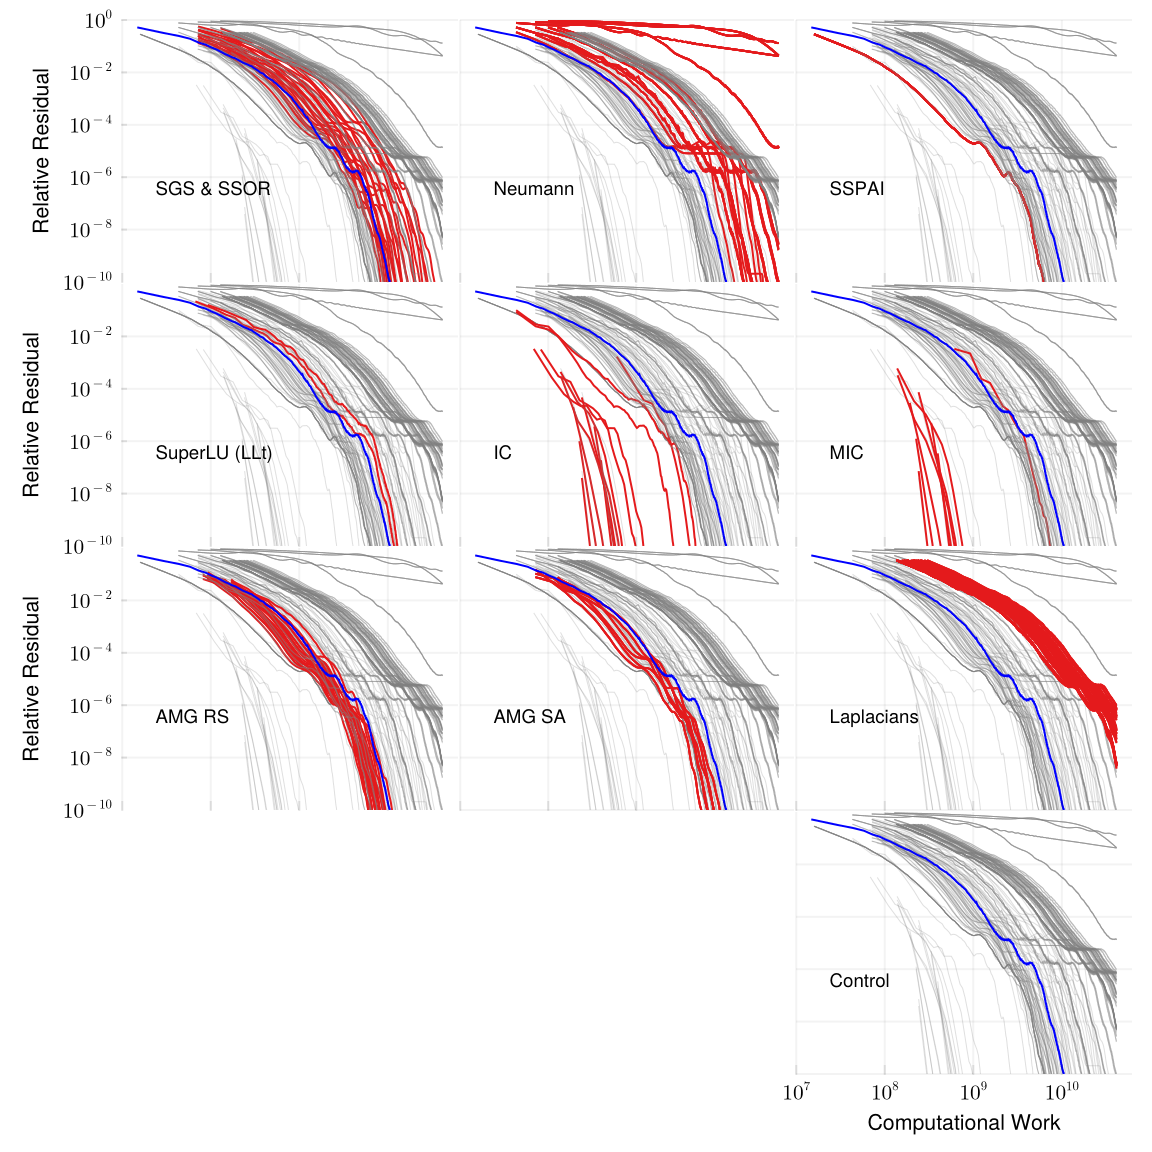 10^0
10^-2
10^-4
10^-6
10^-8
10^-10
Relative Residual
SGS & SSOR
Neumann
SSPAI
10^-2
10^-4
10^-6
10^-8
10^-10
Relative Residual
SuperLU (LLt)
IC
MIC
10^-2
10^-4
10^-6
10^-8
10^-10
Relative Residual
AMG RS
AMG SA
Laplacians
Control
10^7
10^8
10^9
10^10
Computational Work